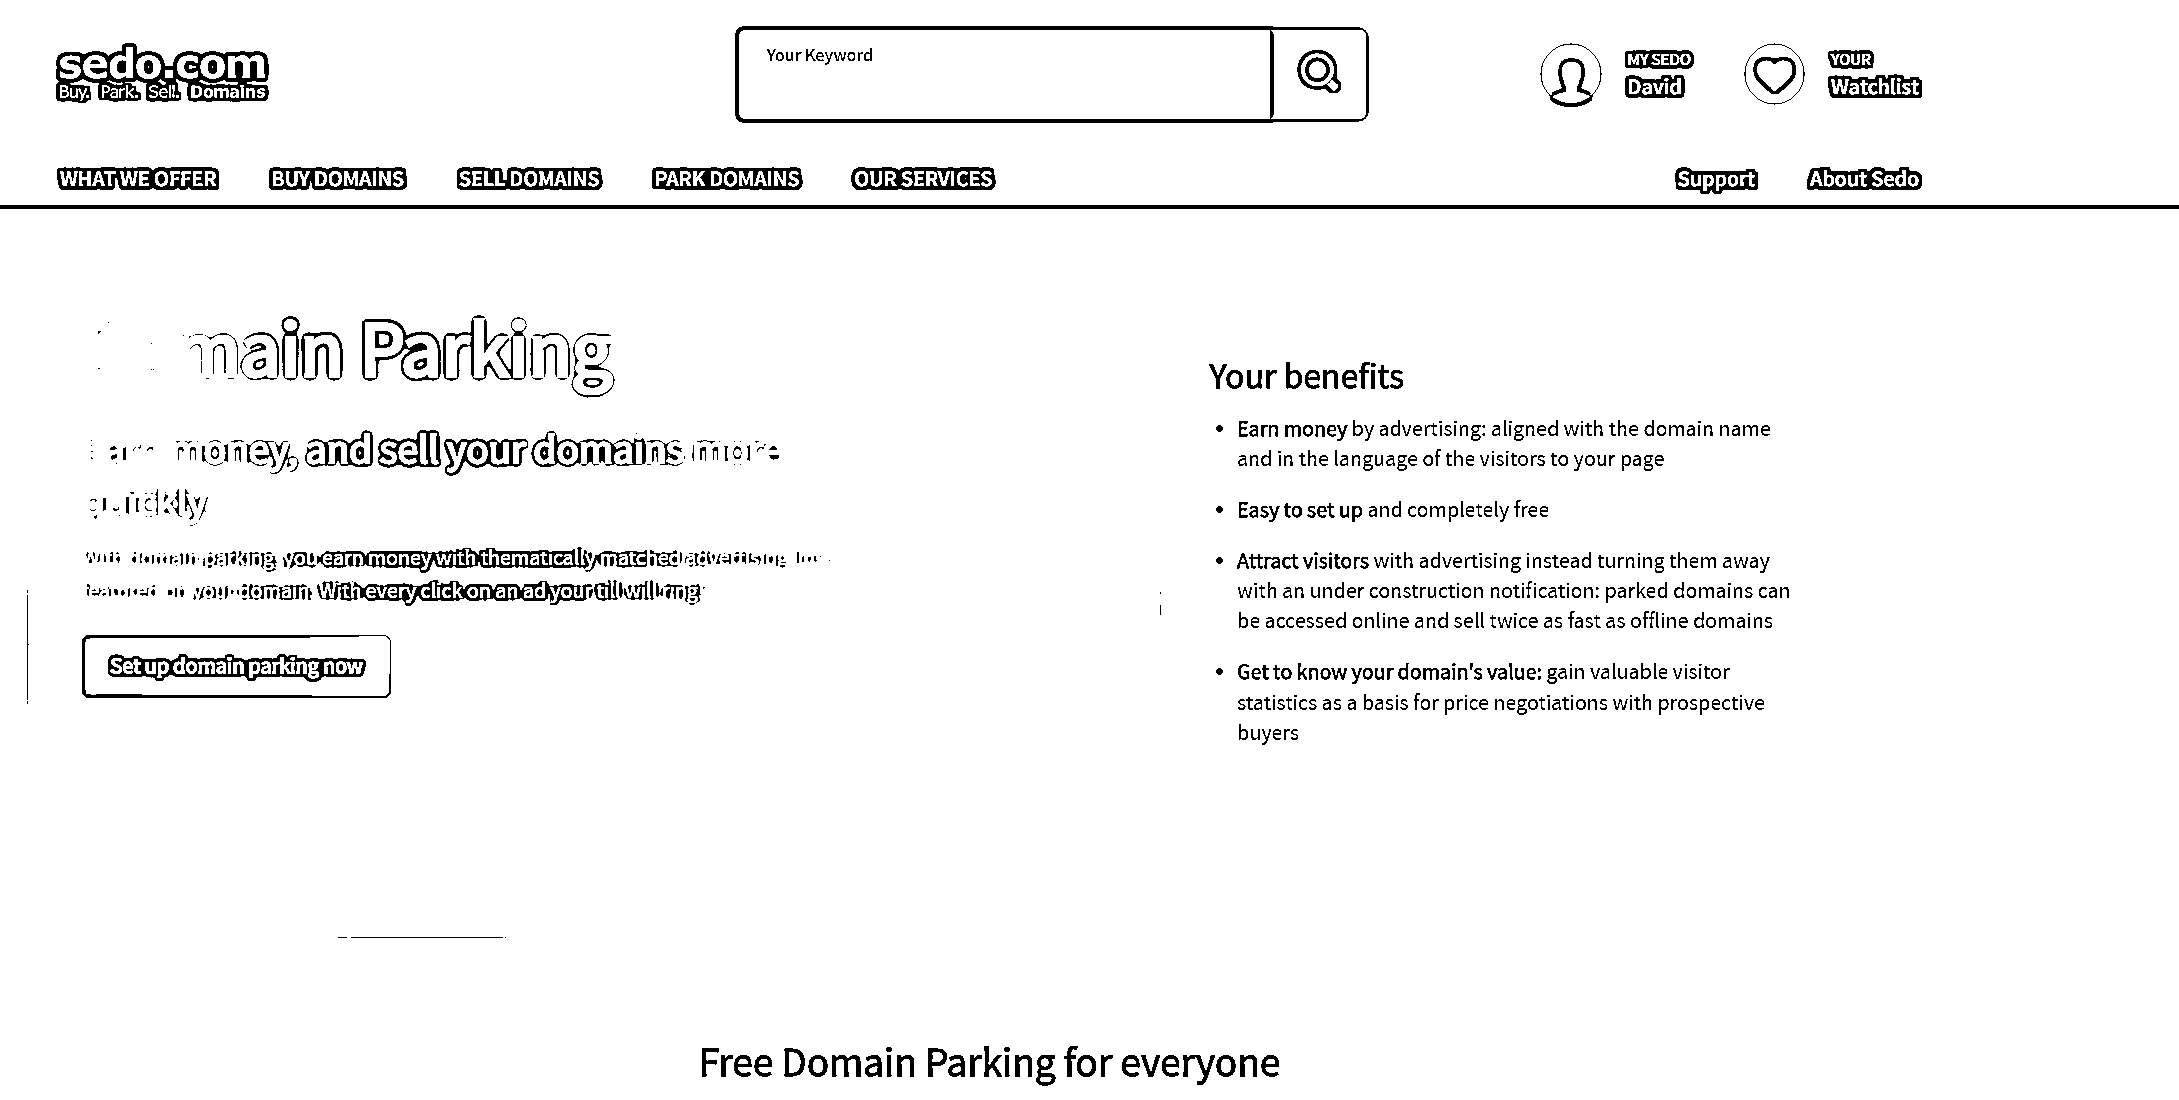 sedo.com
Buy. Park. Sell. Domains
Your Keyword
MY SEDO
David
YOUR
Watchlist
WHAT WE OFFER BUY DOMAINS SELL DOMAINS PARK DOMAINS OUR SERVICES
Support About Sedo
Domain Parking
Earn money, and sell your domains more
quickly
With domain parking you earn money with thematically matched advertising
featured on your domain. With every click on an ad your till will ring
Set up domain parking now
Your benefits
• Earn money by advertising: aligned with the domain name
and in the language of the visitors to your page
• Easy to set up and completely free
• Attract visitors with advertising instead turning them away
with an under construction notification: parked domains can
be accessed online and sell twice as fast as offline domains
• Get to know your domain's value: gain valuable visitor
statistics as a basis for price negotiations with prospective
buyers
Free Domain Parking for everyone